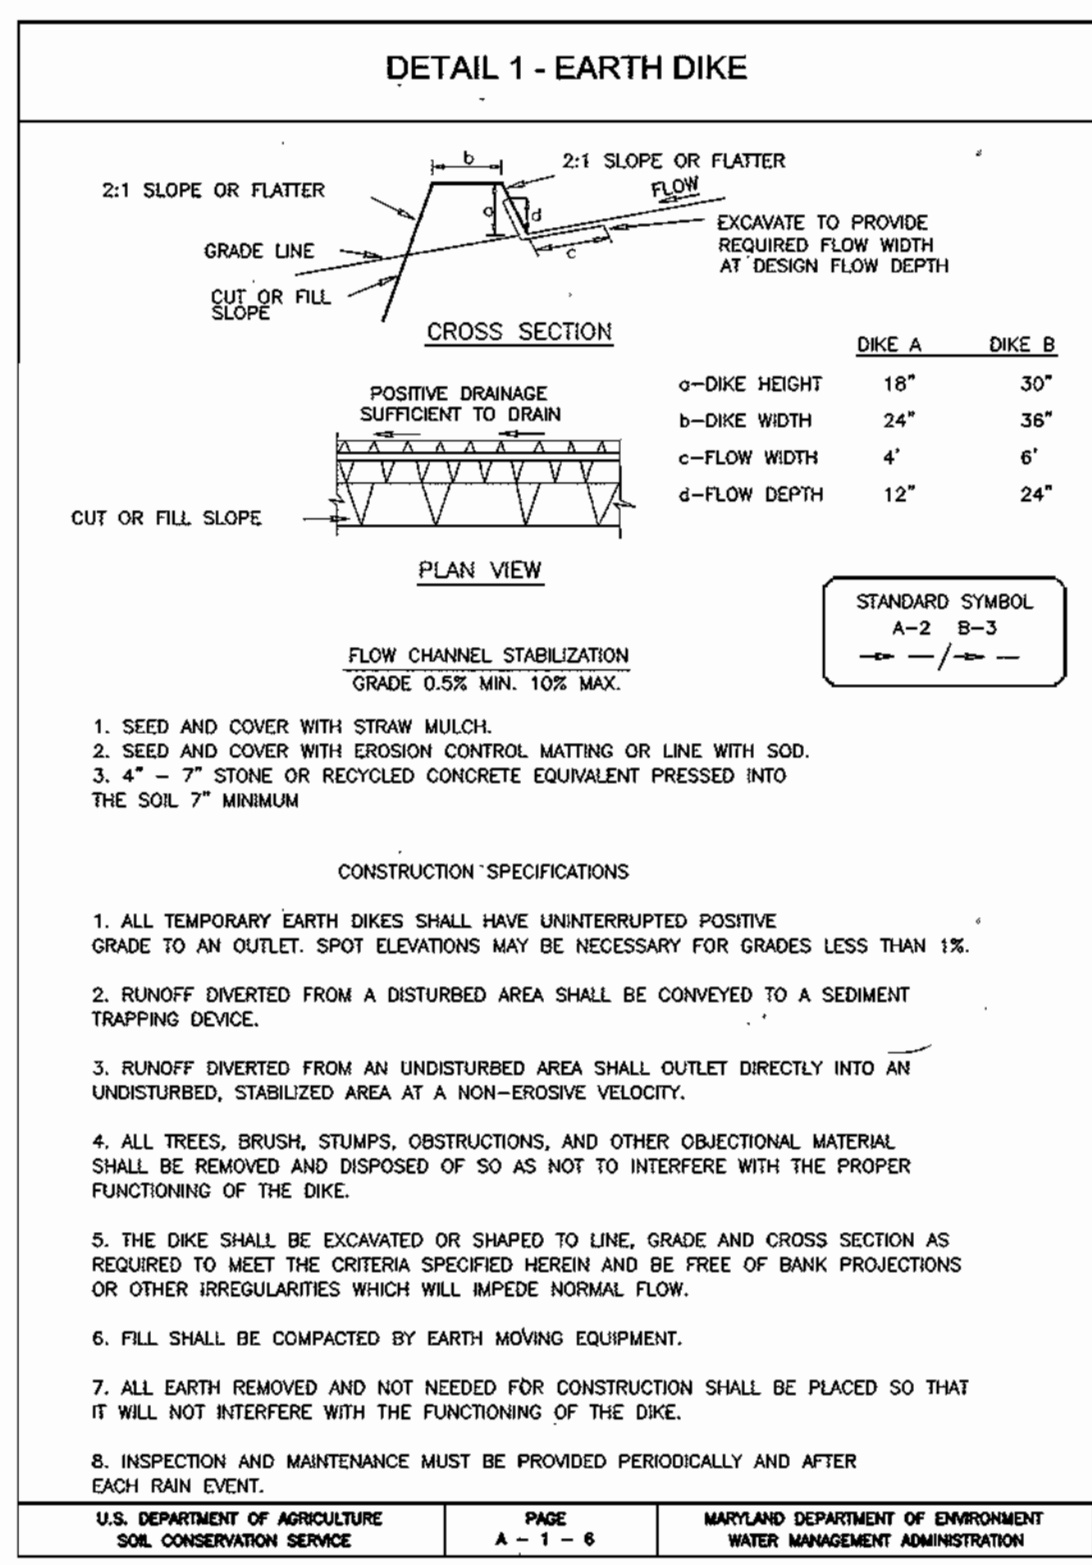 DETAIL 1 - EARTH DIKE
b
2:1 SLOPE OR FLATTER
2:1 SLOPE OR FLATTER
FLOW
a
d
EXCAVATE TO PROVIDE
REQUIRED FLOW WIDTH
AT DESIGN FLOW DEPTH
GRADE LINE
c
CUT OR FILL
SLOPE
CROSS SECTION
DIKE A DIKE B
a-DIKE HEIGHT 18" 30"
b-DIKE WIDTH 24" 36"
c-FLOW WIDTH 4' 6'
d-FLOW DEPTH 12" 24"
POSITIVE DRAINAGE
SUFFICIENT TO DRAIN
CUT OR FILL SLOPE
PLAN VIEW
STANDARD SYMBOL
A-2 B-3
FLOW CHANNEL STABILIZATION
GRADE 0.5% MIN. 10% MAX.
1. SEED AND COVER WITH STRAW MULCH.
2. SEED AND COVER WITH EROSION CONTROL MATTING OR LINE WITH SOD.
3. 4" - 7" STONE OR RECYCLED CONCRETE EQUIVALENT PRESSED INTO
THE SOIL 7" MINIMUM
CONSTRUCTION SPECIFICATIONS
1. ALL TEMPORARY EARTH DIKES SHALL HAVE UNINTERRUPTED POSITIVE
GRADE TO AN OUTLET. SPOT ELEVATIONS MAY BE NECESSARY FOR GRADES LESS THAN 1%.
2. RUNOFF DIVERTED FROM A DISTURBED AREA SHALL BE CONVEYED TO A SEDIMENT
TRAPPING DEVICE.
3. RUNOFF DIVERTED FROM AN UNDISTURBED AREA SHALL OUTLET DIRECTLY INTO AN
UNDISTURBED, STABILIZED AREA AT A NON-EROSIVE VELOCITY.
4. ALL TREES, BRUSH, STUMPS, OBSTRUCTIONS, AND OTHER OBJECTIONAL MATERIAL
SHALL BE REMOVED AND DISPOSED OF SO AS NOT TO INTERFERE WITH THE PROPER
FUNCTIONING OF THE DIKE.
5. THE DIKE SHALL BE EXCAVATED OR SHAPED TO LINE, GRADE AND CROSS SECTION AS
REQUIRED TO MEET THE CRITERIA SPECIFIED HEREIN AND BE FREE OF BANK PROJECTIONS
OR OTHER IRREGULARITIES WHICH WILL IMPEDE NORMAL FLOW.
6. FILL SHALL BE COMPACTED BY EARTH MOVING EQUIPMENT.
7. ALL EARTH REMOVED AND NOT NEEDED FOR CONSTRUCTION SHALL BE PLACED SO THAT
IT WILL NOT INTERFERE WITH THE FUNCTIONING OF THE DIKE.
8. INSPECTION AND MAINTENANCE MUST BE PROVIDED PERIODICALLY AND AFTER
EACH RAIN EVENT.
U.S. DEPARTMENT OF AGRICULTURE
SOIL CONSERVATION SERVICE
PAGE
A - 1 - 6
MARYLAND DEPARTMENT OF ENVIRONMENT
WATER MANAGEMENT ADMINISTRATION